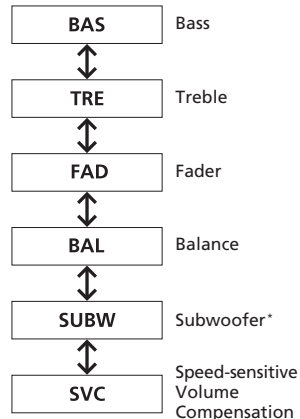 BAS Bass
TRE Treble
FAD Fader
BAL Balance
SUBW Subwoofer*
SVC Speed-sensitive
Volume
Compensation